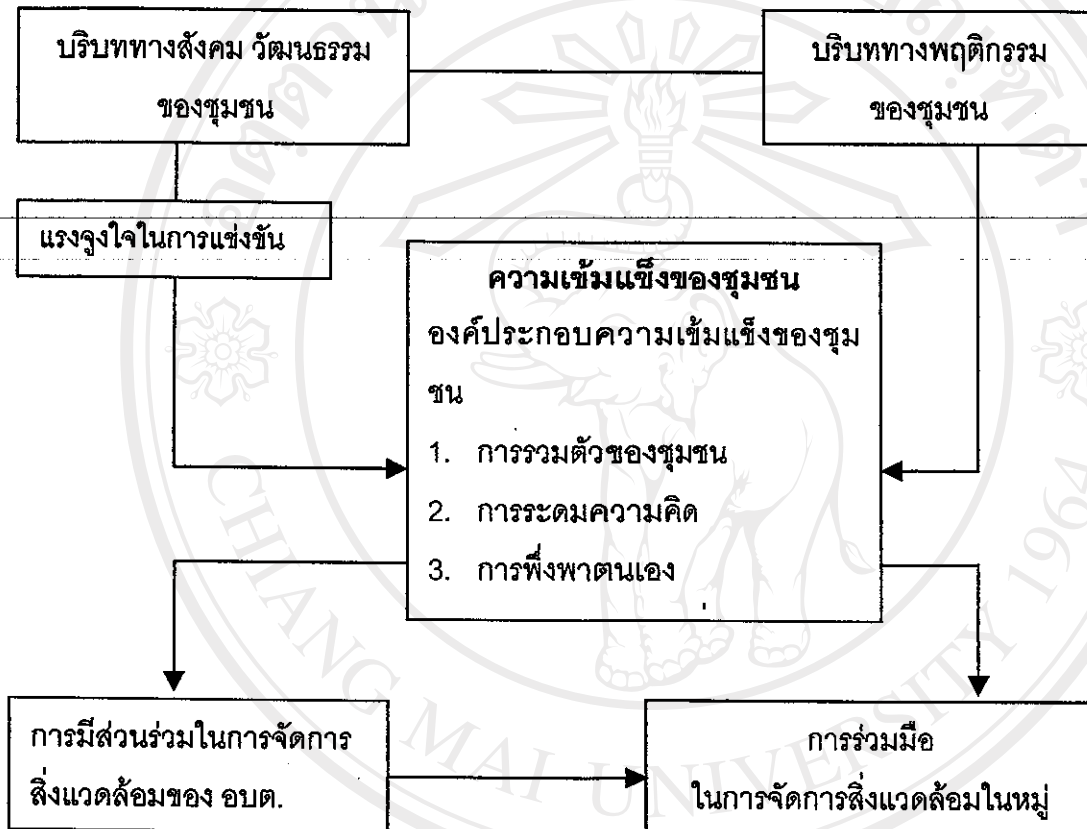 บริบททางสังคม วัฒนธรรม
ของชุมชน
บริบททางพฤติกรรม
ของชุมชน
แรงจูงใจในการแข่งขัน
ความเข้มแข็งของชุมชน
องค์ประกอบความเข้มแข็งของชุม
ชน
1. การรวมตัวของชุมชน
2. การระดมความคิด
3. การพึ่งพาตนเอง
การมีส่วนร่วมในการจัดการ
สิ่งแวดล้อมของ อบต.
การร่วมมือ
ในการจัดการสิ่งแวดล้อมในหมู่
CHIANG MAI UNIVERSITY 1964